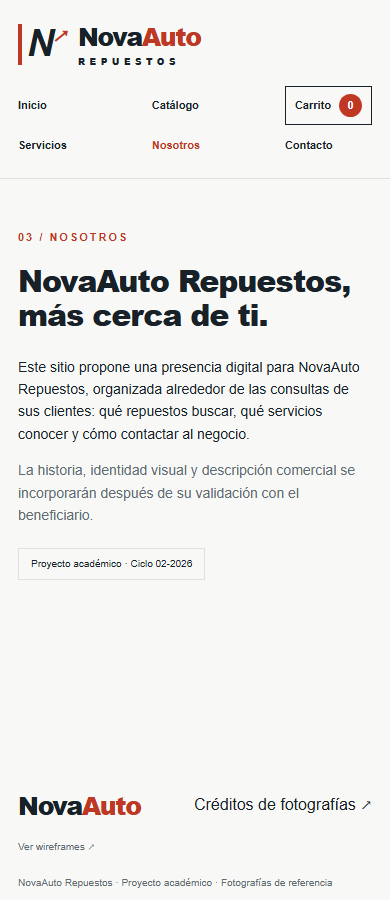 N NovaAuto
REPUESTOS
Inicio Catálogo Carrito 0
Servicios Nosotros Contacto
03 / NOSOTROS
NovaAuto Repuestos,
más cerca de ti.
Este sitio propone una presencia digital para NovaAuto
Repuestos, organizada alrededor de las consultas de
sus clientes: qué repuestos buscar, qué servicios
conocer y cómo contactar al negocio.
La historia, identidad visual y descripción comercial se
incorporarán después de su validación con el
beneficiario.
Proyecto académico · Ciclo 02-2026
NovaAuto Créditos de fotografías ↗
Ver wireframes ↗
NovaAuto Repuestos · Proyecto académico · Fotografías de referencia